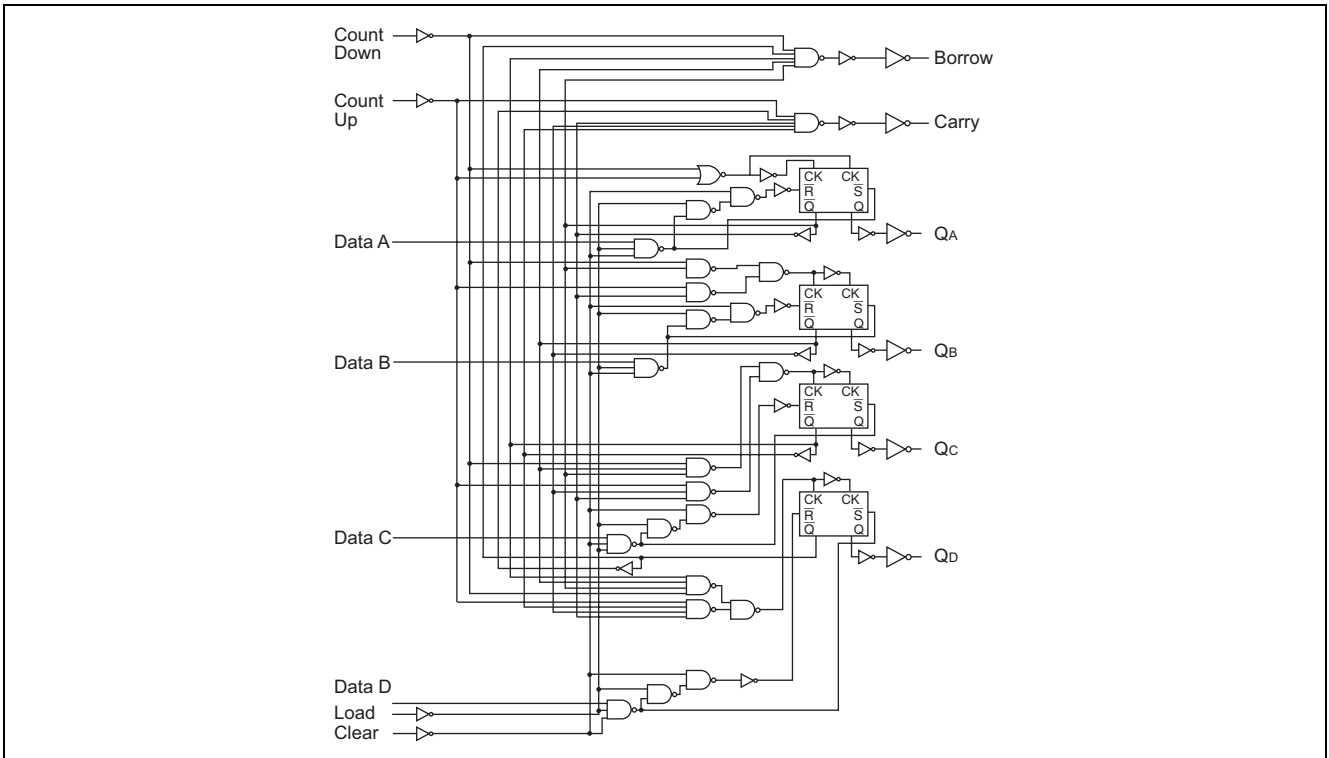 Count
Down
Borrow
Count
Up
Carry
CK CK
R S
Q Q
QA
Data A
CK CK
R S
Q Q
QB
Data B
CK CK
R S
Q Q
QC
Data C
CK CK
R S
Q Q
QD
Data D
Load
Clear